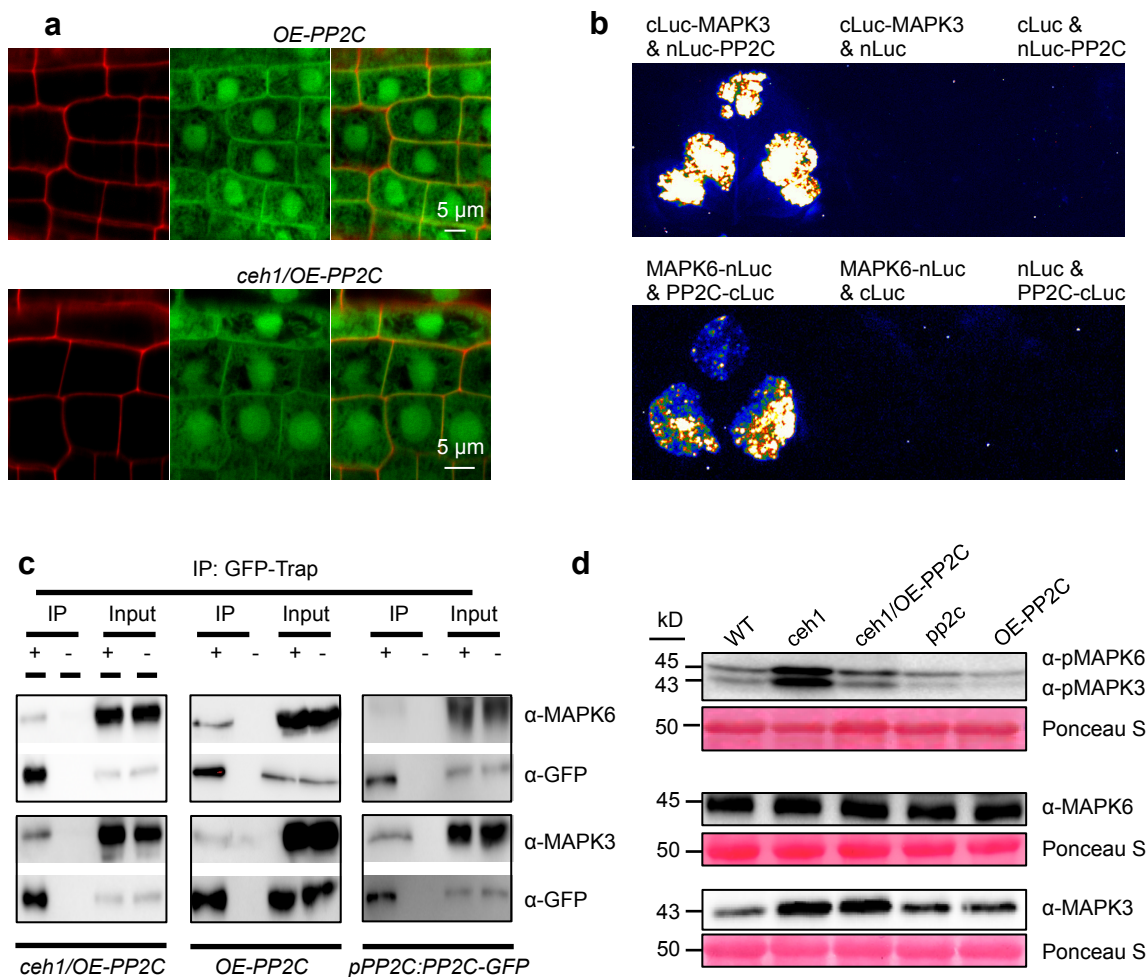 a
OE-PP2C
5 µm
ceh1/OE-PP2C
5 µm
b
cLuc-MAPK3 & nLuc-PP2C
cLuc-MAPK3 & nLuc
cLuc & nLuc-PP2C
MAPK6-nLuc & PP2C-cLuc
MAPK6-nLuc & cLuc
nLuc & PP2C-cLuc
c
IP: GFP-Trap
IP Input IP Input IP Input
+ - + - + - + - + - + -
α-MAPK6
α-GFP
α-MAPK3
α-GFP
ceh1/OE-PP2C OE-PP2C pPP2C:PP2C-GFP
d
kD WT ceh1 ceh1/OE-PP2C pp2c OE-PP2C
45 α-pMAPK6
43 α-pMAPK3
50 Ponceau S
45 α-MAPK6
50 Ponceau S
43 α-MAPK3
50 Ponceau S